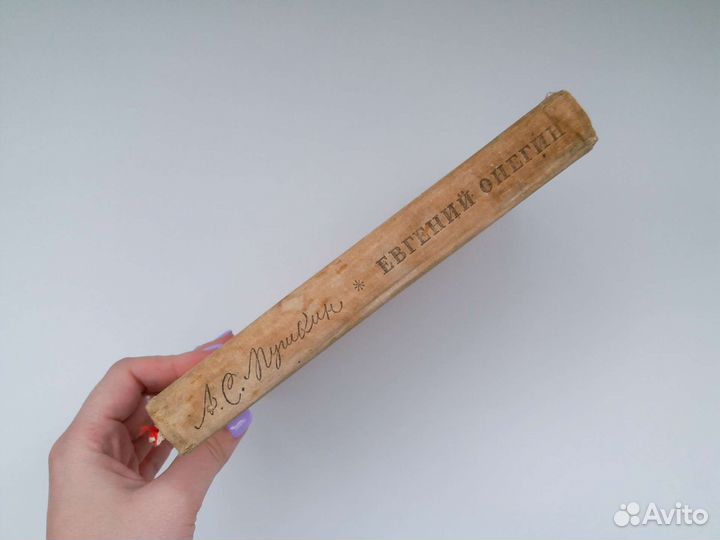 А. С. Пушкин * ЕВГЕНИЙ ОНЕГИН
Avito